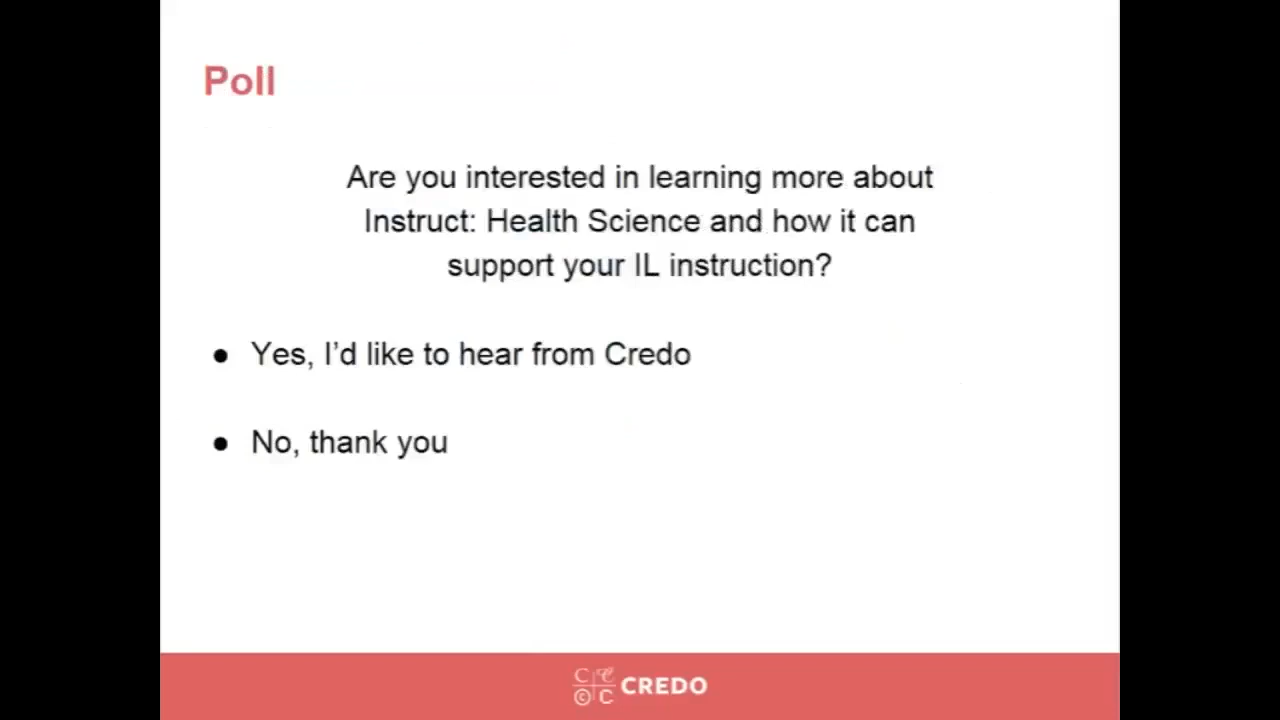 Poll
Are you interested in learning more about
Instruct: Health Science and how it can
support your IL instruction?
● Yes, I’d like to hear from Credo
● No, thank you
CREDO